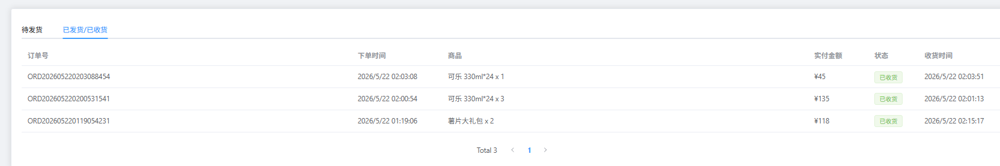 待发货 已发货/已收货
订单号 下单时间 商品 实付金额 状态 收货时间
ORD202605220203088454 2026/5/22 02:03:08 可乐 330ml*24 x 1 ¥45 已收货 2026/5/22 02:03:51
ORD202605220200531541 2026/5/22 02:00:54 可乐 330ml*24 x 3 ¥135 已收货 2026/5/22 02:01:13
ORD202605220119054231 2026/5/22 01:19:06 薯片大礼包 x 2 ¥118 已收货 2026/5/22 02:15:17
Total 3 < 1 >